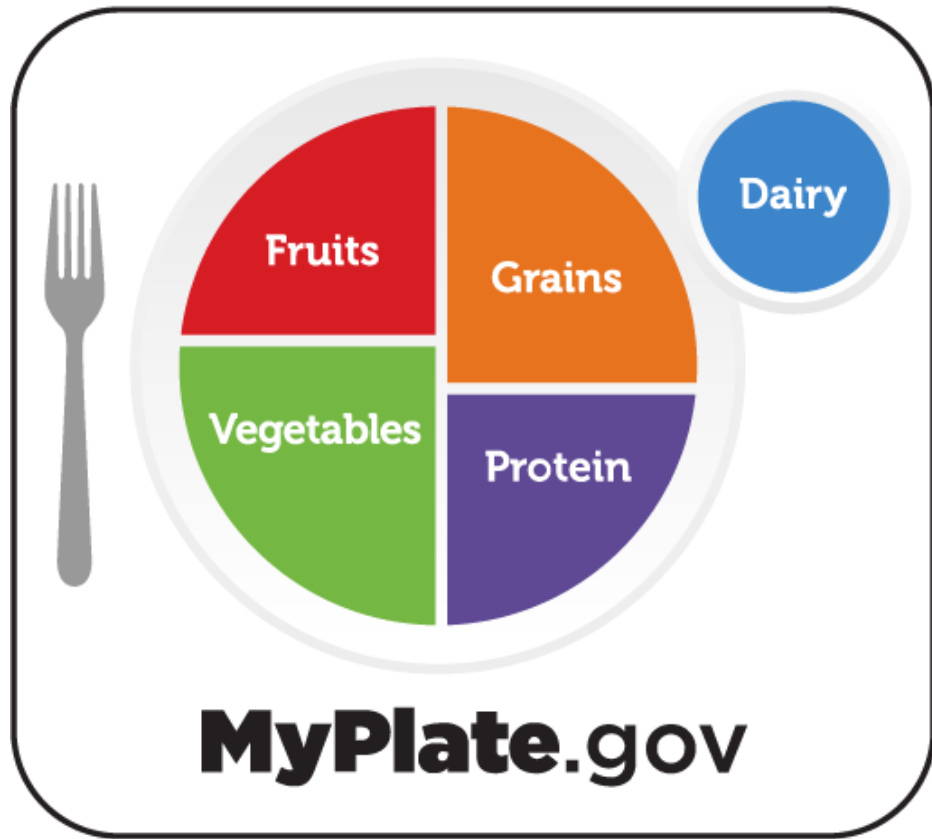 Fruits
Grains
Dairy
Vegetables
Protein
MyPlate.gov